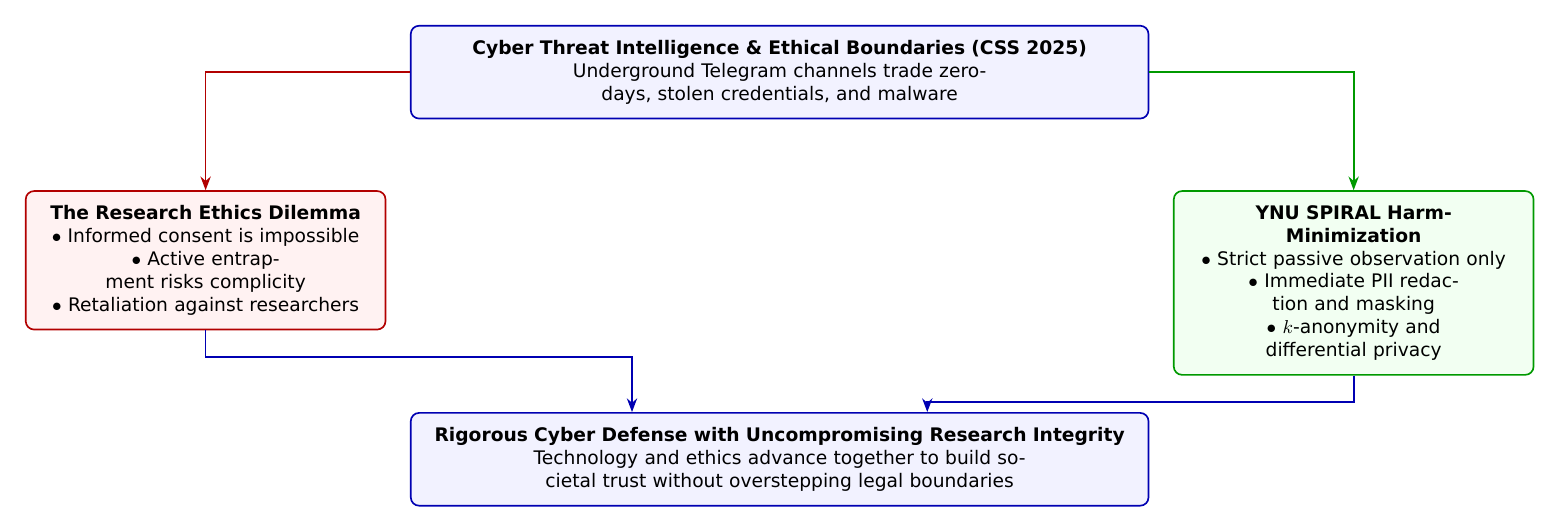 Cyber Threat Intelligence & Ethical Boundaries (CSS 2025)
Underground Telegram channels trade zero-
days, stolen credentials, and malware
The Research Ethics Dilemma
• Informed consent is impossible
• Active entrap-
ment risks complicity
• Retaliation against researchers
YNU SPIRAL Harm-
Minimization
• Strict passive observation only
• Immediate PII redac-
tion and masking
• k-anonymity and
differential privacy
Rigorous Cyber Defense with Uncompromising Research Integrity
Technology and ethics advance together to build so-
cietal trust without overstepping legal boundaries